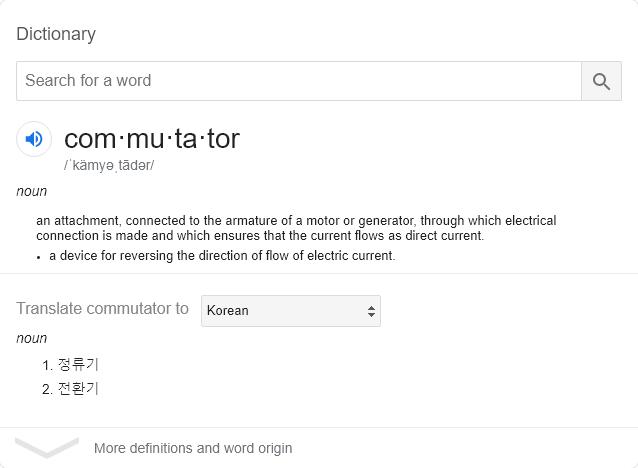 Dictionary
Search for a word
com·mu·ta·tor
/ˈkämyəˌtādər/
noun
an attachment, connected to the armature of a motor or generator, through which electrical
connection is made and which ensures that the current flows as direct current.
• a device for reversing the direction of flow of electric current.
Translate commutator to Korean
noun
1. 정류기
2. 전환기
More definitions and word origin